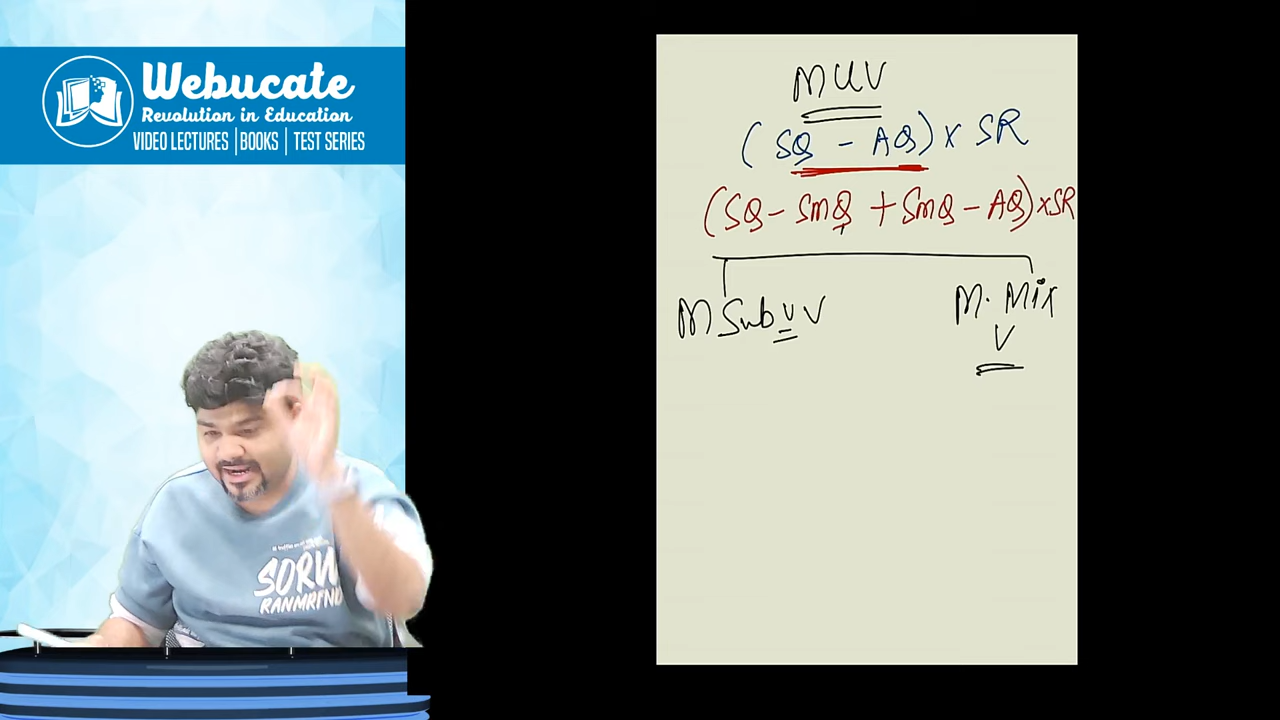 Webucate
Revolution in Education
VIDEO LECTURES | BOOKS | TEST SERIES
MUV
(SQ - AQ) x SR
(SQ - SMQ + SMQ - AQ) x SR
M Sub U V
M. Mix
V
RANMRFND